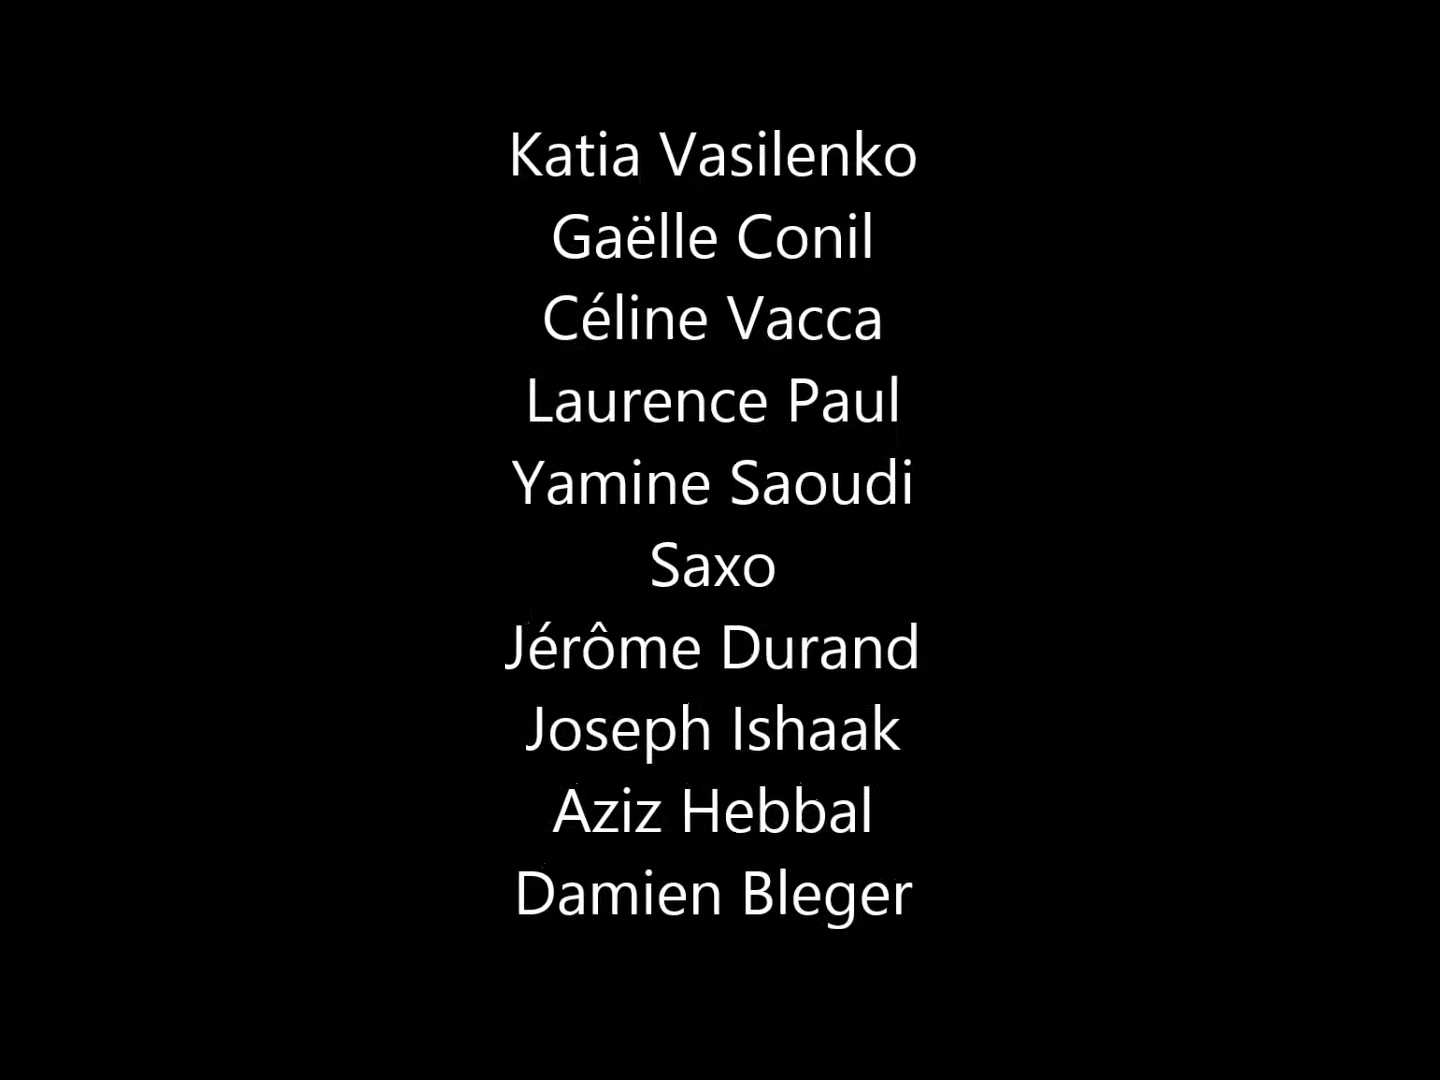 Katia Vasilenko
Gaëlle Conil
Céline Vacca
Laurence Paul
Yamine Saoudi
Saxo
Jérôme Durand
Joseph Ishaak
Aziz Hebbal
Damien Bleger